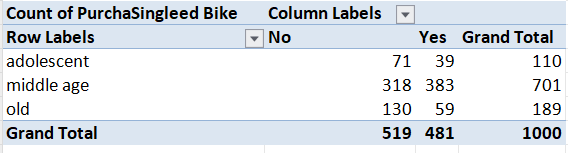 Count of PurchaSingleed Bike Column Labels
Row Labels No Yes Grand Total
adolescent 71 39 110
middle age 318 383 701
old 130 59 189
Grand Total 519 481 1000